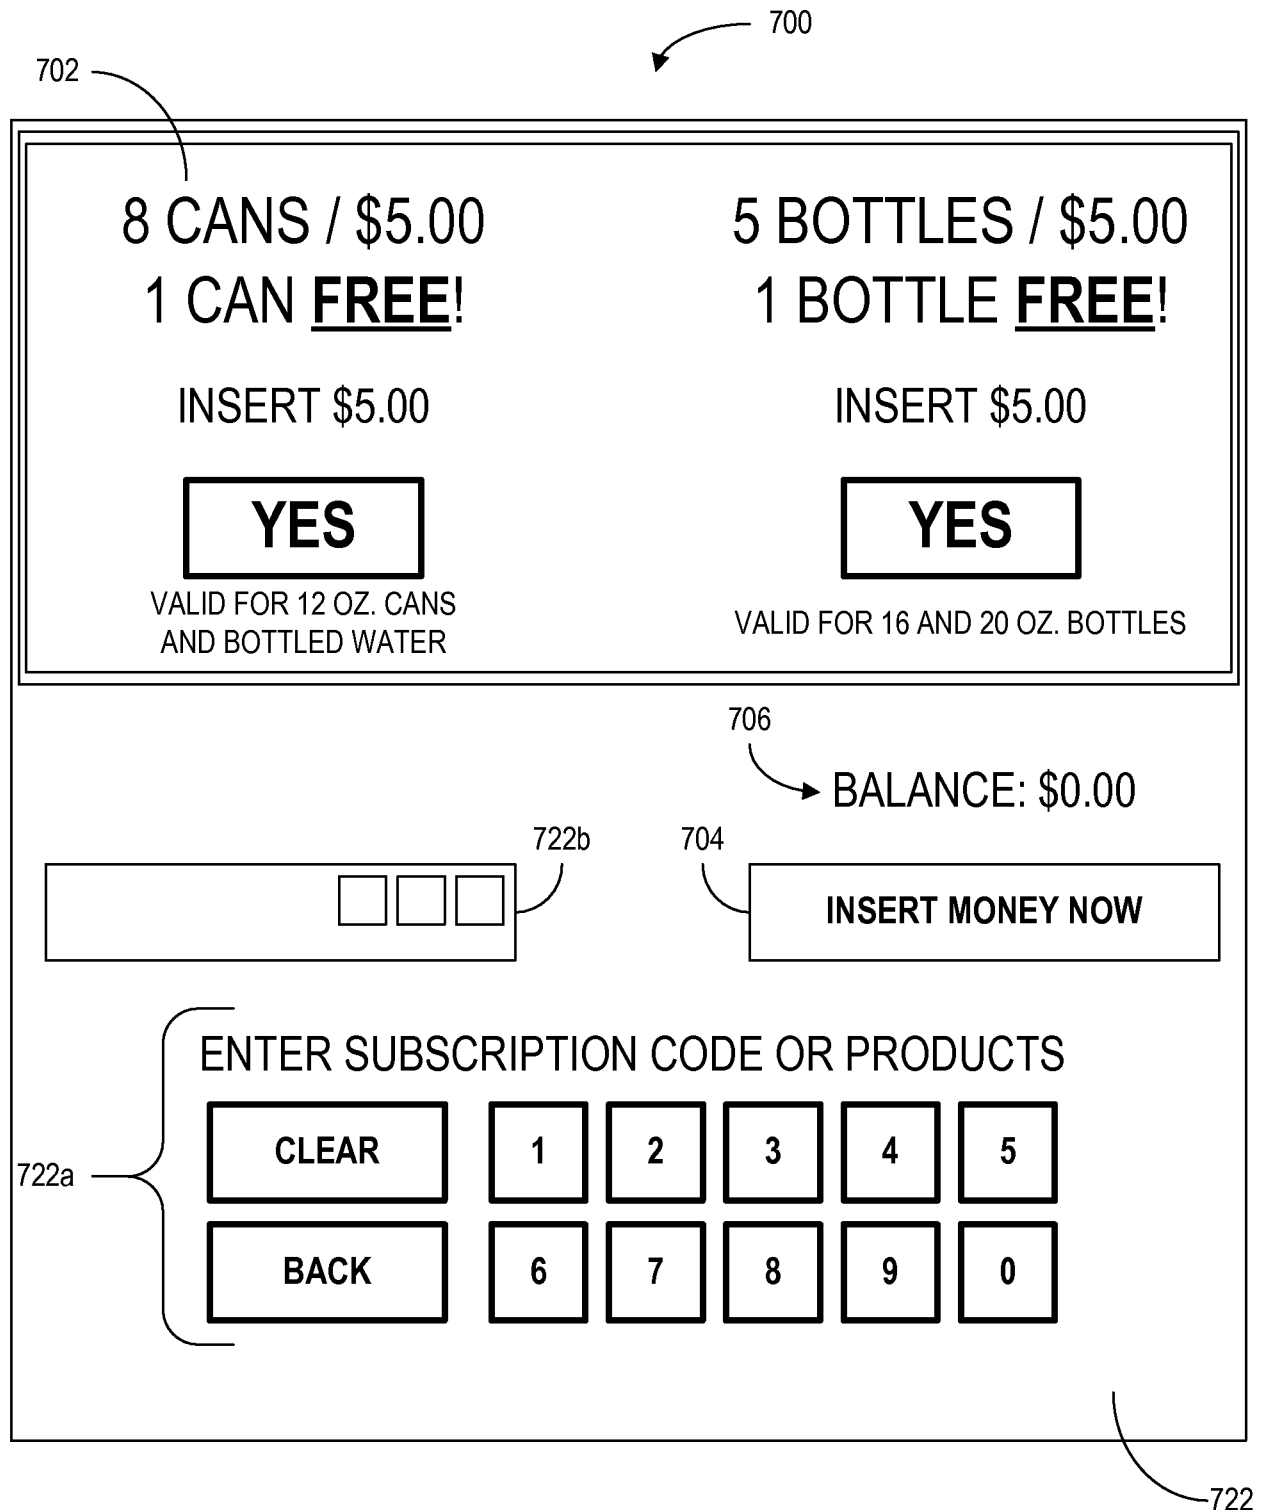 700
702
8 CANS / $5.00
1 CAN FREE!
INSERT $5.00
YES
VALID FOR 12 OZ. CANS
AND BOTTLED WATER
5 BOTTLES / $5.00
1 BOTTLE FREE!
INSERT $5.00
YES
VALID FOR 16 AND 20 OZ. BOTTLES
706
BALANCE: $0.00
722b
704
INSERT MONEY NOW
ENTER SUBSCRIPTION CODE OR PRODUCTS
722a
CLEAR 1 2 3 4 5
BACK 6 7 8 9 0
722